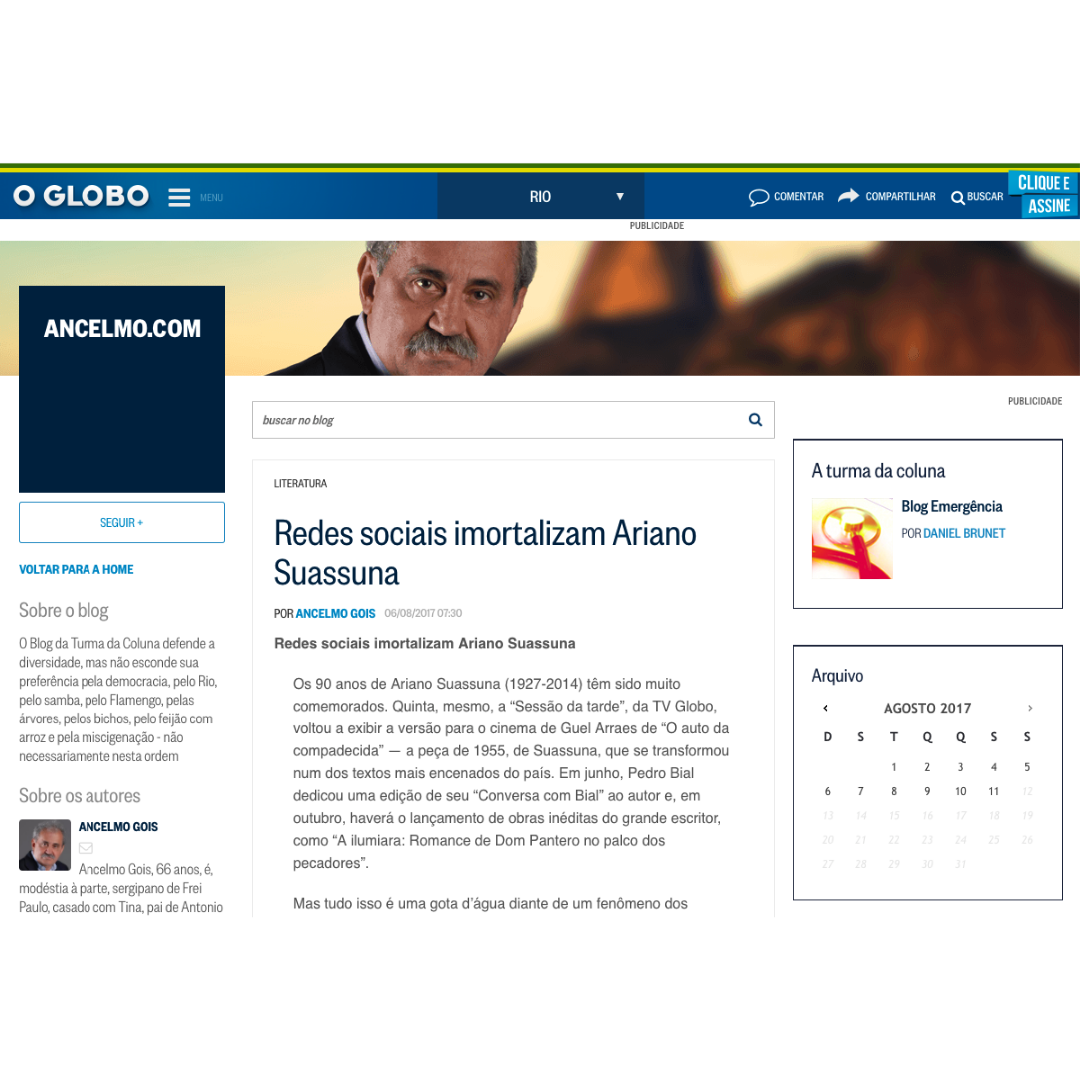 O GLOBO
MENU
RIO
COMENTAR
COMPARTILHAR
BUSCAR
CLIQUE E
ASSINE
PUBLICIDADE
ANCELMO.COM
SEGUIR +
VOLTAR PARA A HOME
Sobre o blog
O Blog da Turma da Coluna defende a
diversidade, mas não esconde sua
preferência pela democracia, pelo Rio,
pelo samba, pelo Flamengo, pelas
árvores, pelos bichos, pelo feijão com
arroz e pela miscigenação - não
necessariamente nesta ordem
Sobre os autores
ANCELMO GOIS
Ancelmo Gois, 66 anos, é,
modéstia à parte, sergipano de Frei
Paulo, casado com Tina, pai de Antonio
buscar no blog
LITERATURA
Redes sociais imortalizam Ariano
Suassuna
POR ANCELMO GOIS 06/08/2017 07:30
Redes sociais imortalizam Ariano Suassuna
Os 90 anos de Ariano Suassuna (1927-2014) têm sido muito
comemorados. Quinta, mesmo, a “Sessão da tarde”, da TV Globo,
voltou a exibir a versão para o cinema de Guel Arraes de “O auto da
compadecida” — a peça de 1955, de Suassuna, que se transformou
num dos textos mais encenados do país. Em junho, Pedro Bial
dedicou uma edição de seu “Conversa com Bial” ao autor e, em
outubro, haverá o lançamento de obras inéditas do grande escritor,
como “A ilumiara: Romance de Dom Pantero no palco dos
pecadores”.
Mas tudo isso é uma gota d’água diante de um fenômeno dos
PUBLICIDADE
A turma da coluna
Blog Emergência
POR DANIEL BRUNET
Arquivo
‹ AGOSTO 2017 ›
D S T Q Q S S
1 2 3 4 5
6 7 8 9 10 11 12
13 14 15 16 17 18 19
20 21 22 23 24 25 26
27 28 29 30 31